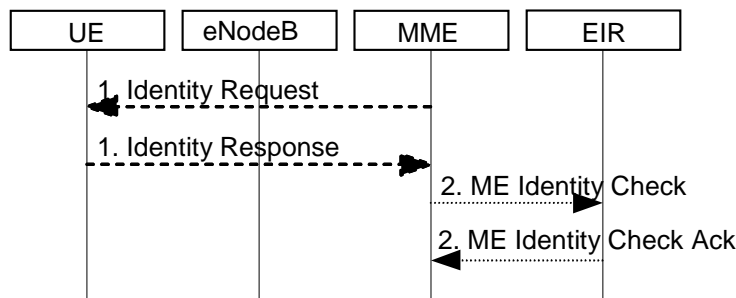 UE eNodeB MME EIR
1. Identity Request
1. Identity Response
2. ME Identity Check
2. ME Identity Check Ack